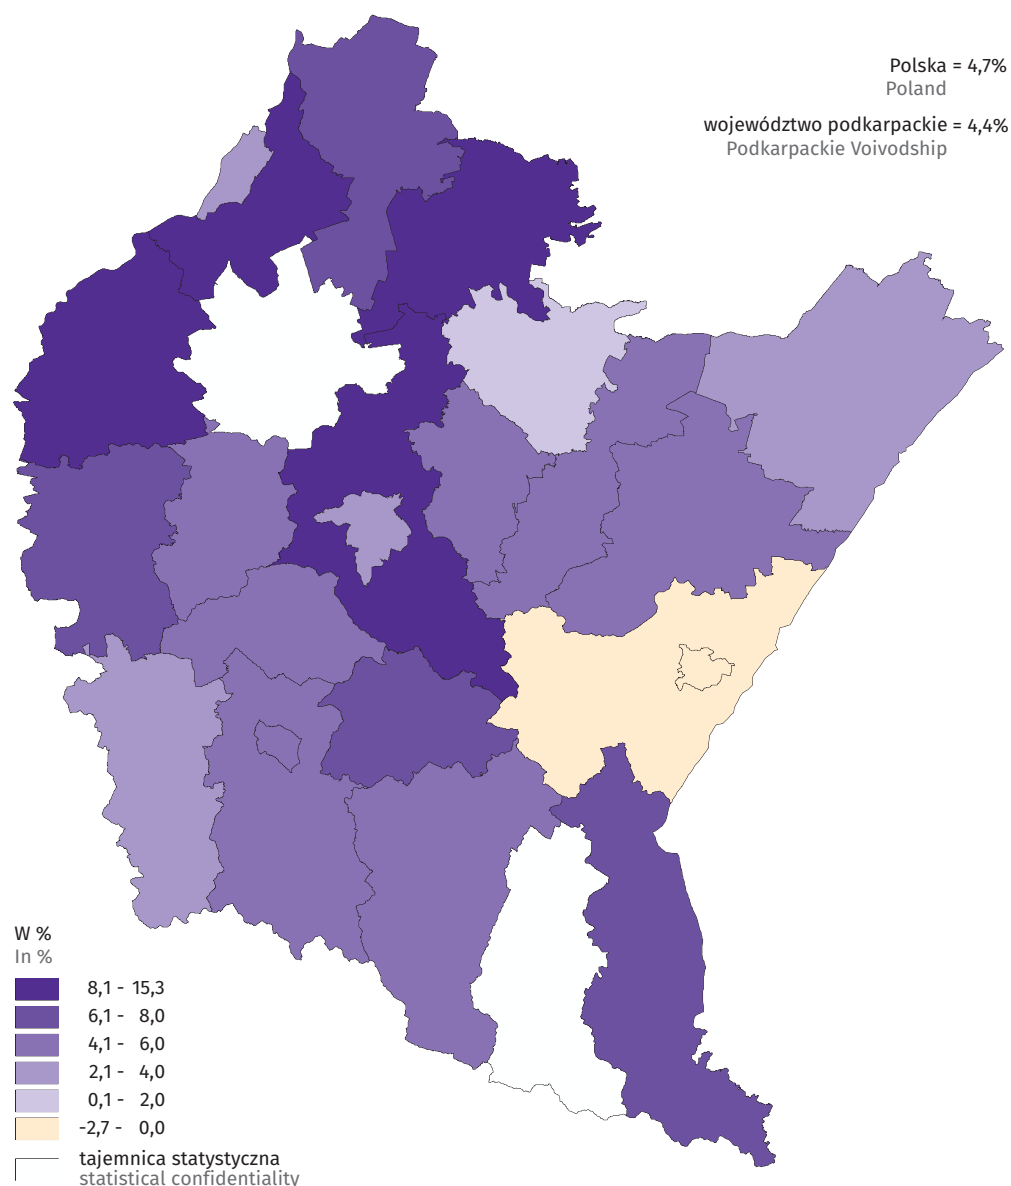 Polska = 4,7%
Poland
województwo podkarpackie = 4,4%
Podkarpackie Voivodship
W %
In %
8,1 - 15,3
6,1 - 8,0
4,1 - 6,0
2,1 - 4,0
0,1 - 2,0
-2,7 - 0,0
tajemnica statystyczna
statistical confidentiality